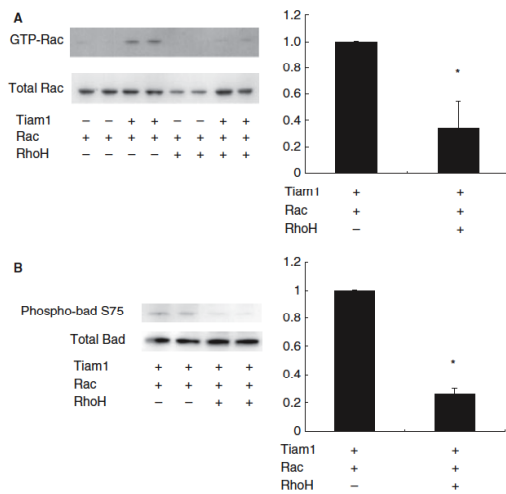 A
GTP-Rac
Total Rac
Tiam1 – – + + – – + +
Rac + + + + + + + +
RhoH – – – – + + + +
1.2
1.0
0.8
0.6
0.4
0.2
0
*
Tiam1 + +
Rac + +
RhoH – +
B
Phospho-bad S75
Total Bad
Tiam1 + + + +
Rac + + + +
RhoH – – + +
1.2
1
0.8
0.6
0.4
0.2
0
*
Tiam1 + +
Rac + +
RhoH – +